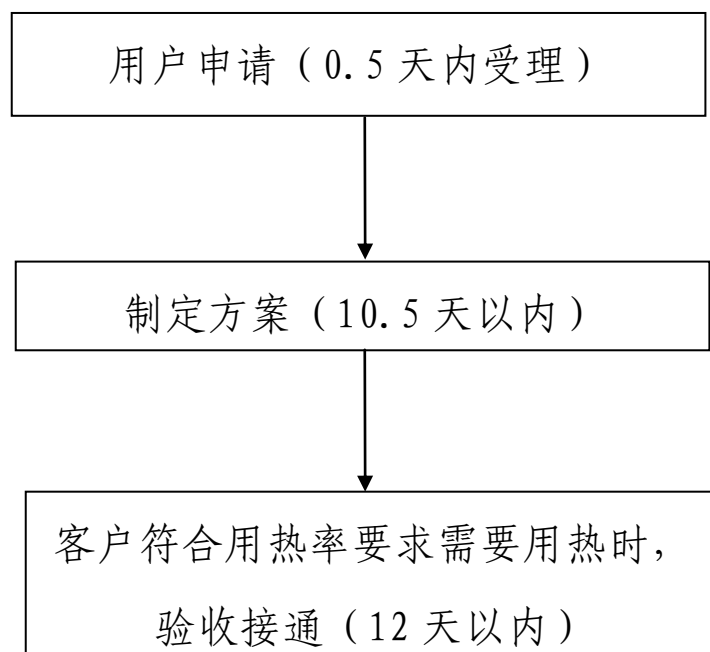 用户申请（0.5天内受理）
制定方案（10.5天以内）
客户符合用热率要求需要用热时，
验收接通（12天以内）